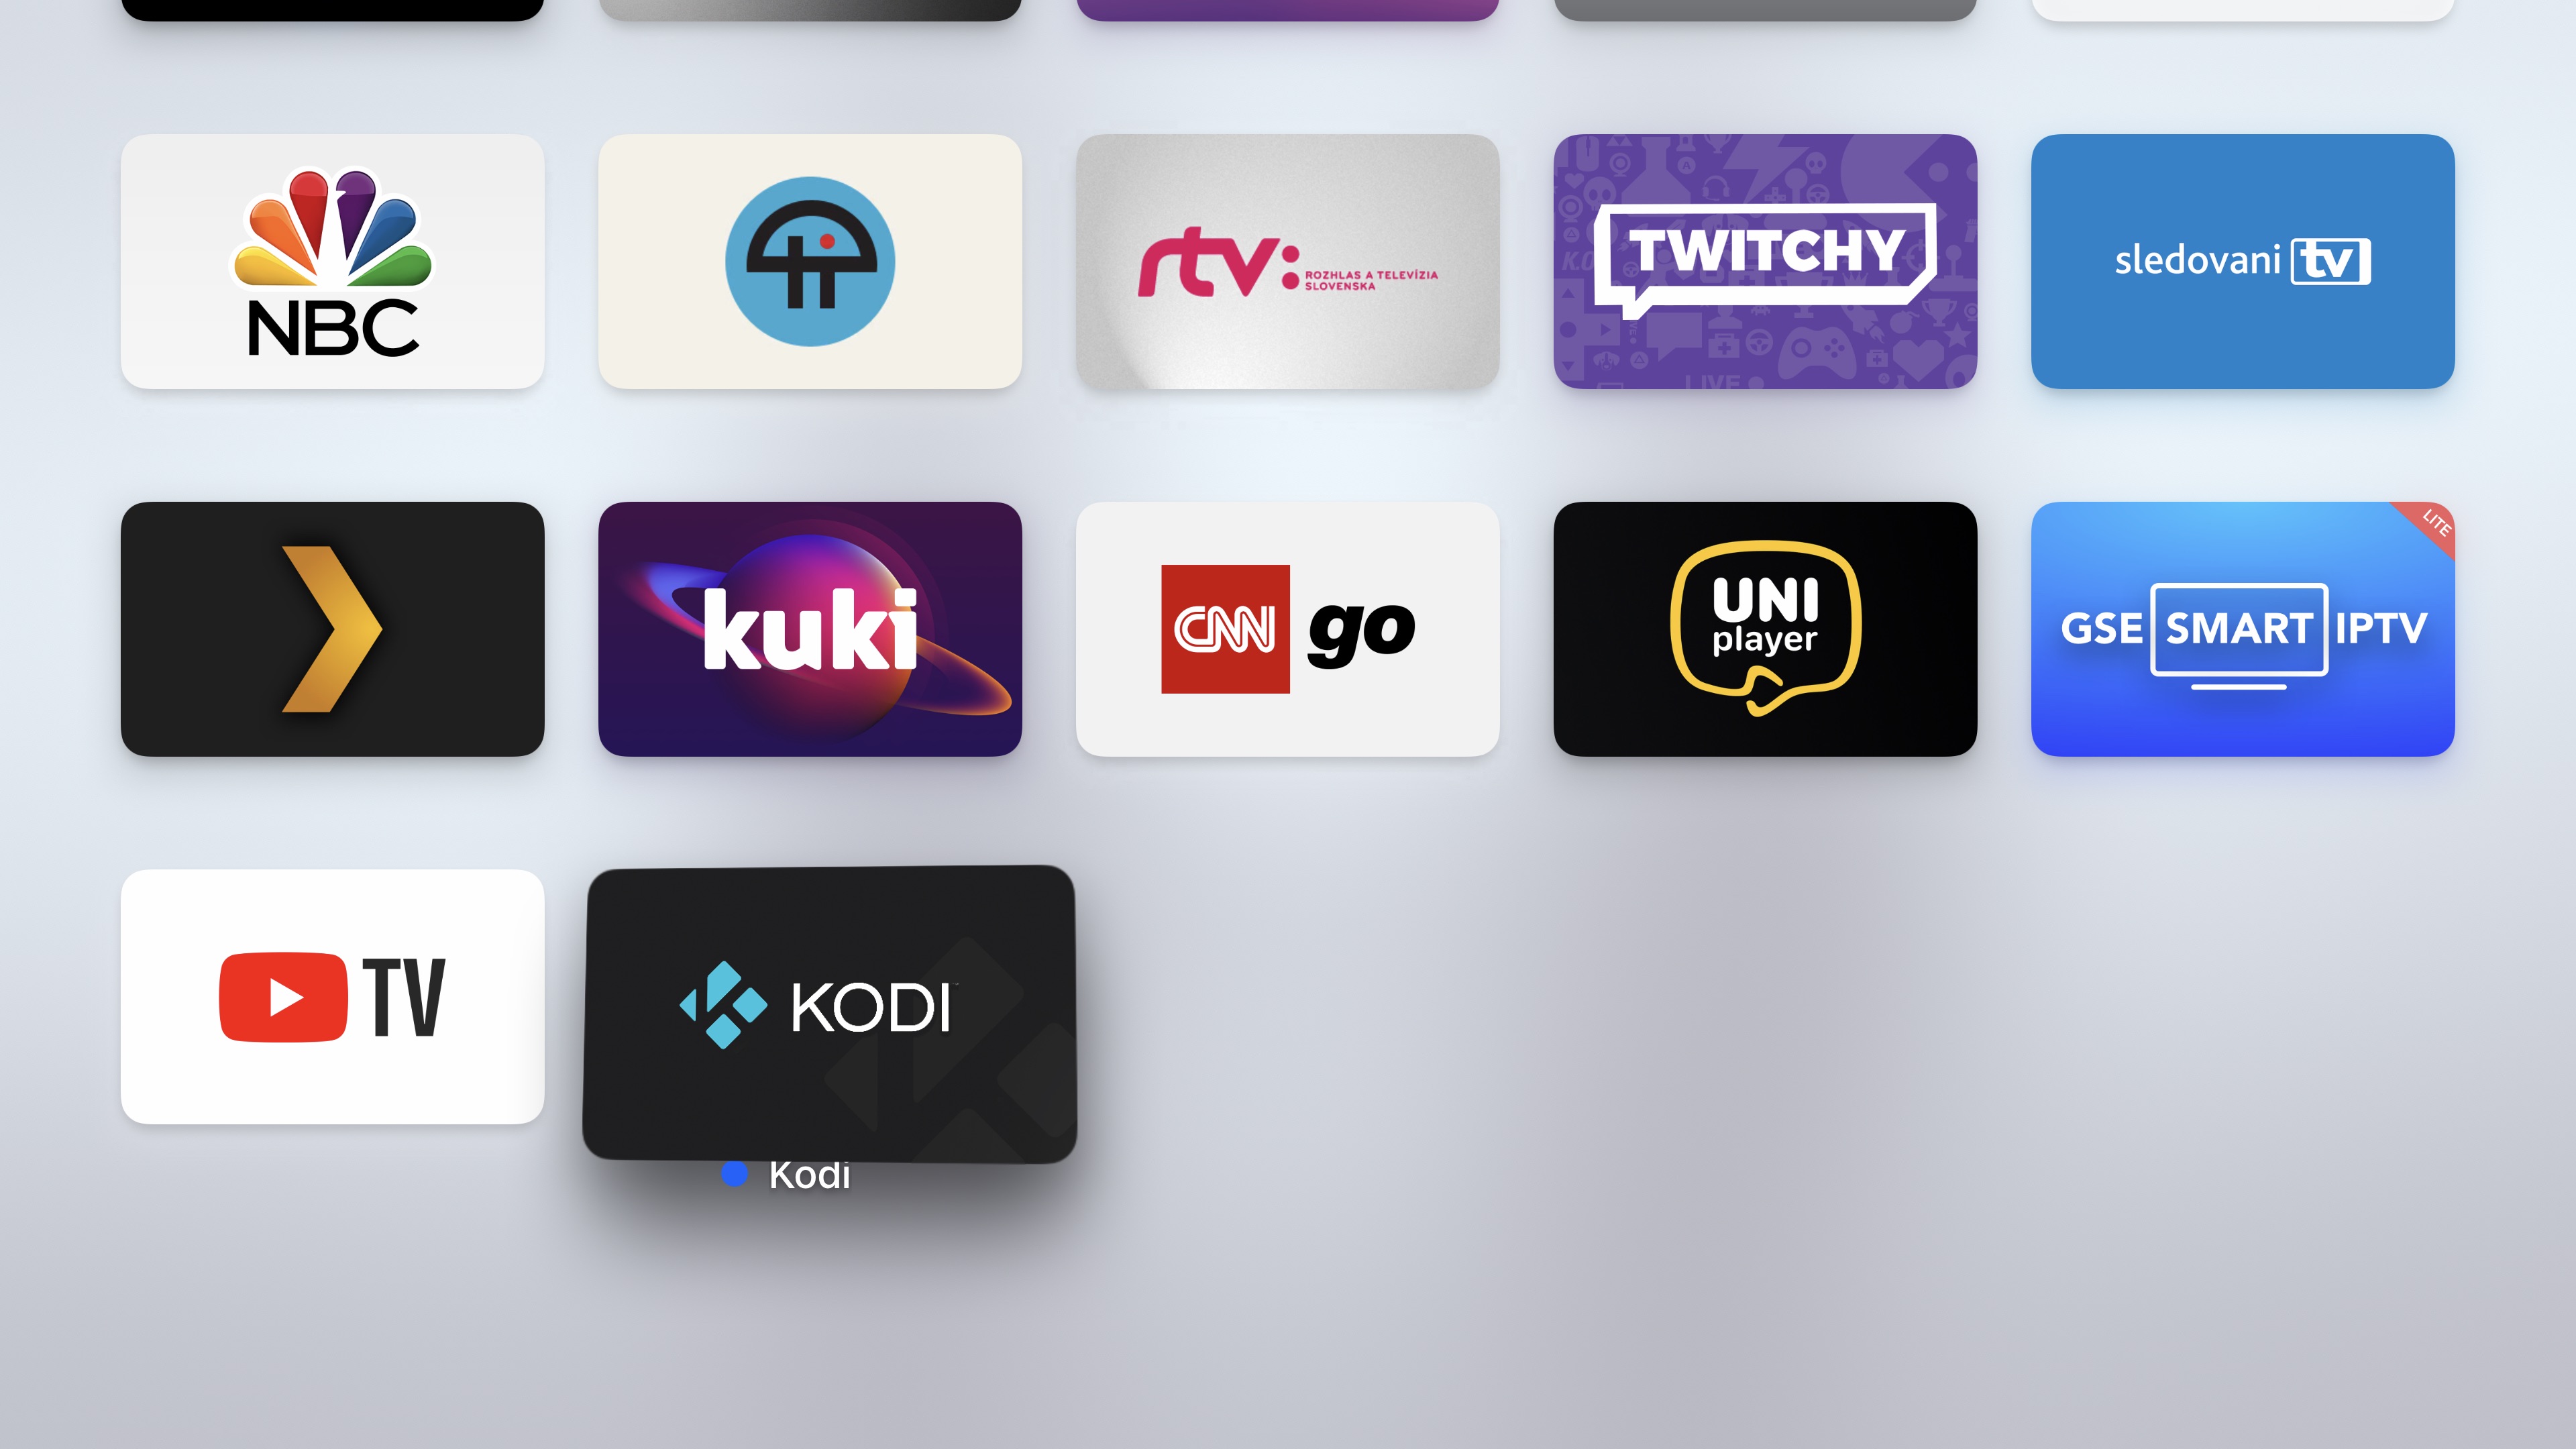 NBC
rtv:
ROZHLAS A TELEVÍZIA
SLOVENSKA
TWITCHY
LIVE
sledovani tv
kuki
CNN go
UNI
player
GSE SMART IPTV
LITE
TV
KODI
Kodi